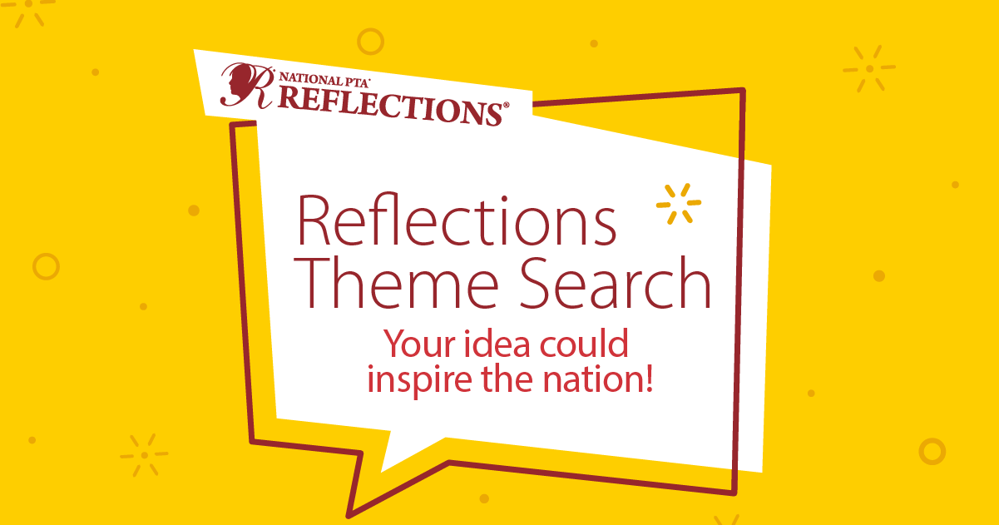 NATIONAL PTA®
REFLECTIONS®
Reflections
Theme Search
Your idea could
inspire the nation!